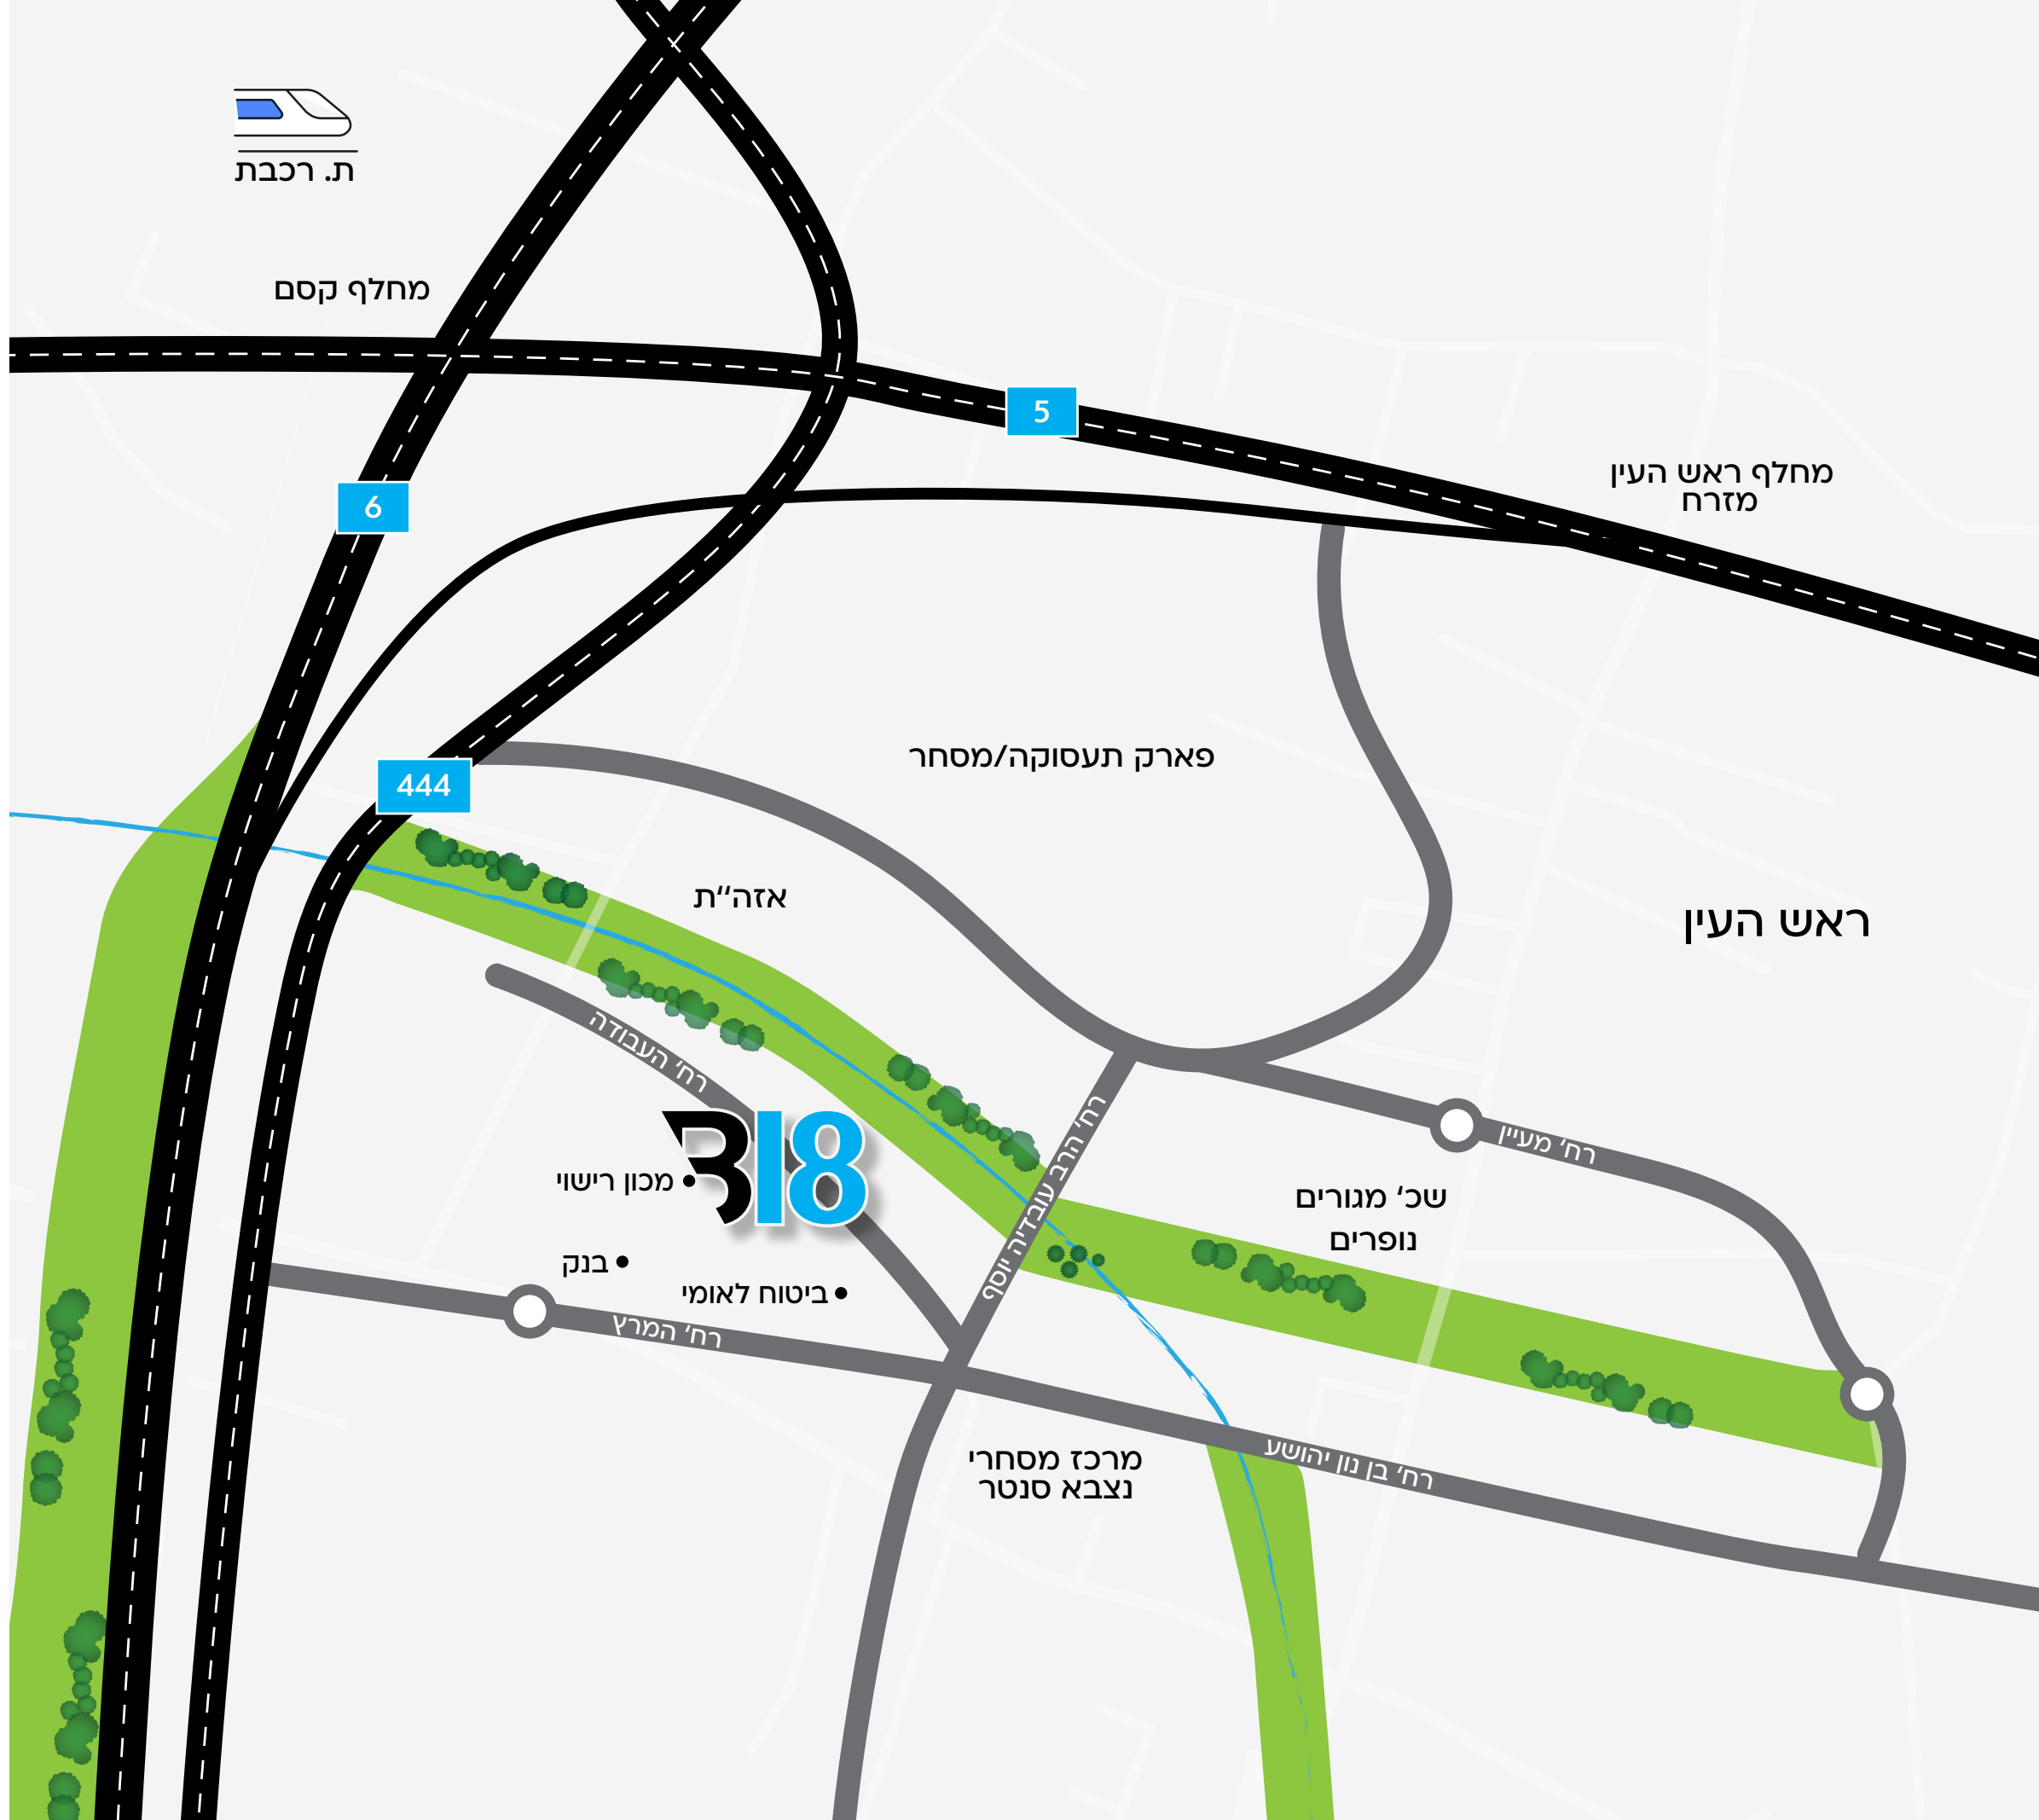 ת. רכבת
מחלף קסם
5
מחלף ראש העין
מזרח
6
פארק תעסוקה/מסחר
444
אזה״ת
ראש העין
רח׳ העבודה
רח׳ הרב עובדיה יוסף
רח׳ מעיין
B18
מכון רישוי
שכ׳ מגורים
נופרים
בנק
ביטוח לאומי
רח׳ המרץ
רח׳ בן נון יהושע
מרכז מסחרי
נצבא סנטר